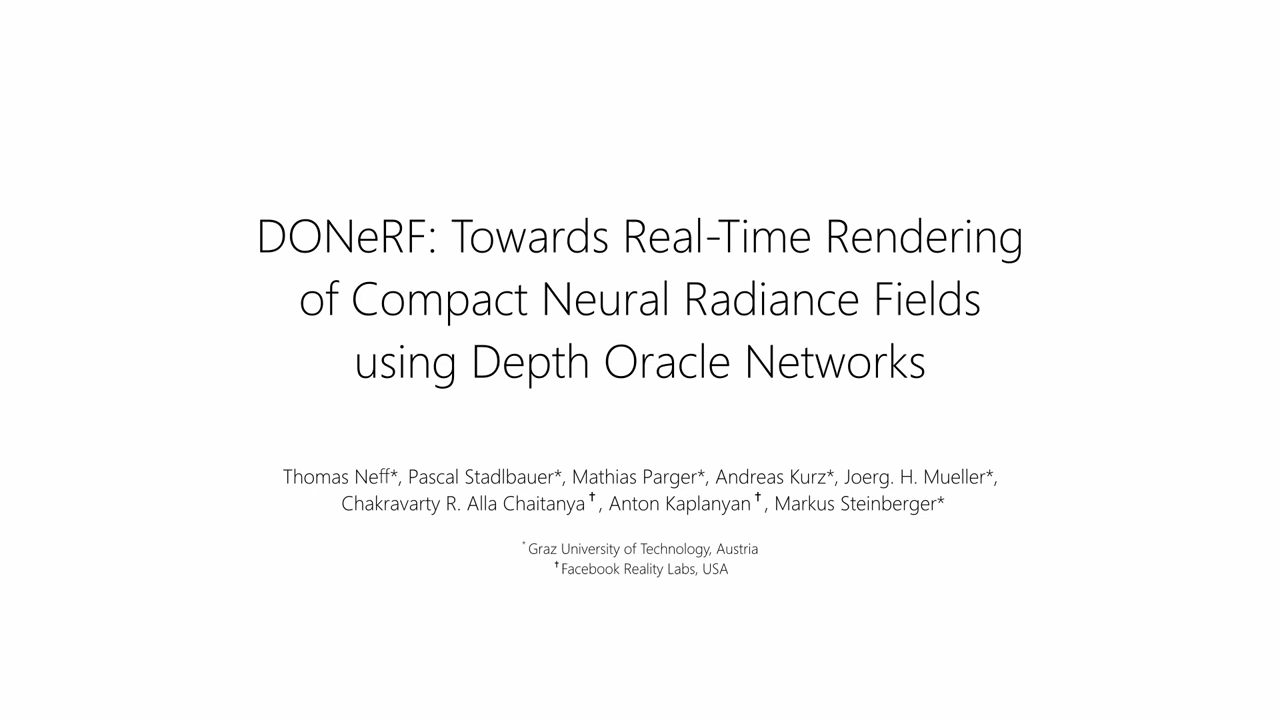 DONeRF: Towards Real-Time Rendering
of Compact Neural Radiance Fields
using Depth Oracle Networks
Thomas Neff*, Pascal Stadlbauer*, Mathias Parger*, Andreas Kurz*, Joerg. H. Mueller*,
Chakravarty R. Alla Chaitanya†, Anton Kaplanyan†, Markus Steinberger*
* Graz University of Technology, Austria
† Facebook Reality Labs, USA